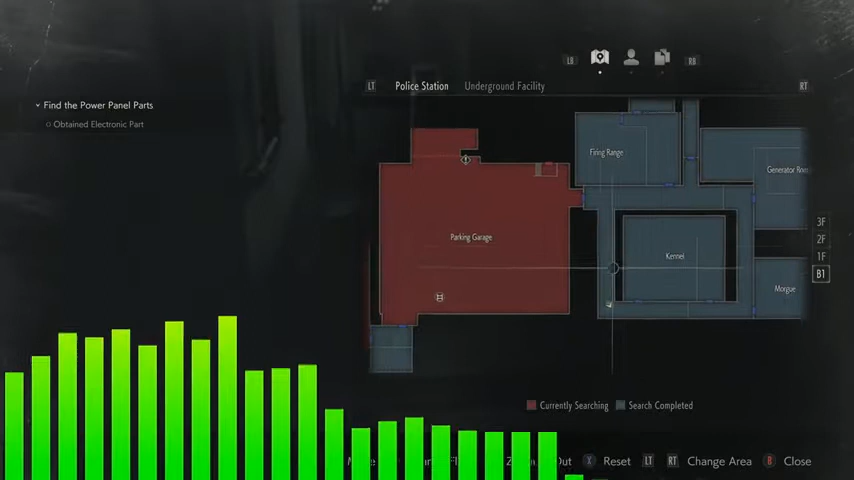 LB RB
LT Police Station Underground Facility RT
Find the Power Panel Parts
Obtained Electronic Part
Firing Range
Generator
Parking Garage
Kennel
Morgue
3F
2F
1F
B1
Currently Searching Search Completed
X Reset LT RT Change Area B Close